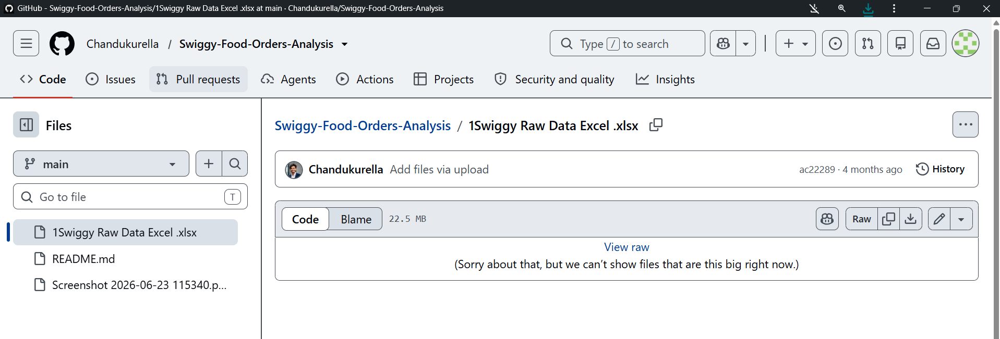 GitHub - Swiggy-Food-Orders-Analysis/1Swiggy Raw Data Excel .xlsx at main · Chandukurella/Swiggy-Food-Orders-Analysis
Chandukurella / Swiggy-Food-Orders-Analysis
Type / to search
Code Issues Pull requests Agents Actions Projects Security and quality Insights
Files
main
Go to file T
1Swiggy Raw Data Excel .xlsx
README.md
Screenshot 2026-06-23 115340.p...
Swiggy-Food-Orders-Analysis / 1Swiggy Raw Data Excel .xlsx
Chandukurella Add files via upload ac22289 · 4 months ago History
Code Blame 22.5 MB Raw
View raw
(Sorry about that, but we can’t show files that are this big right now.)